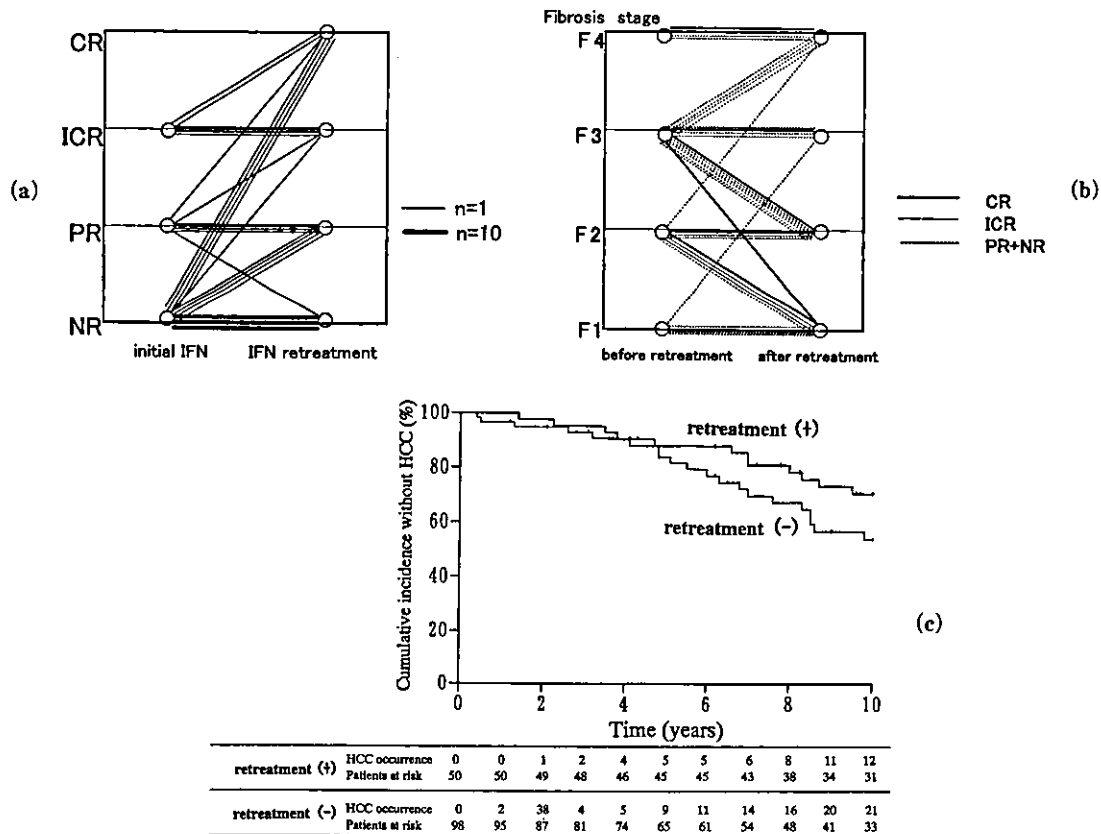 CR
ICR
PR
NR
initial IFN IFN retreatment
(a)
n=1
n=10
Fibrosis stage
F4
F3
F2
F1
before retreatment after retreatment
(b)
CR
ICR
PR+NR
Cumulative incidence without HCC (%)
100
80
60
40
20
0
0 2 4 6 8 10
Time (years)
retreatment (+)
retreatment (-)
(c)
retreatment (+) HCC occurrence 0 0 1 2 4 5 5 6 8 11 12
Patients at risk 50 50 49 48 46 45 45 43 38 34 31
retreatment (-) HCC occurrence 0 2 38 4 5 9 11 14 16 20 21
Patients at risk 98 95 87 81 74 65 61 54 48 41 33